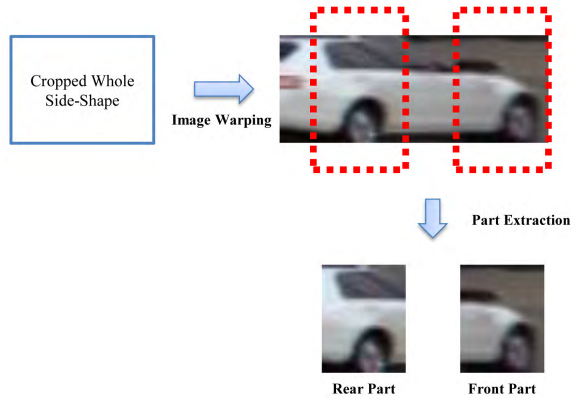 Cropped Whole
Side-Shape
Image Warping
Part Extraction
Rear Part
Front Part